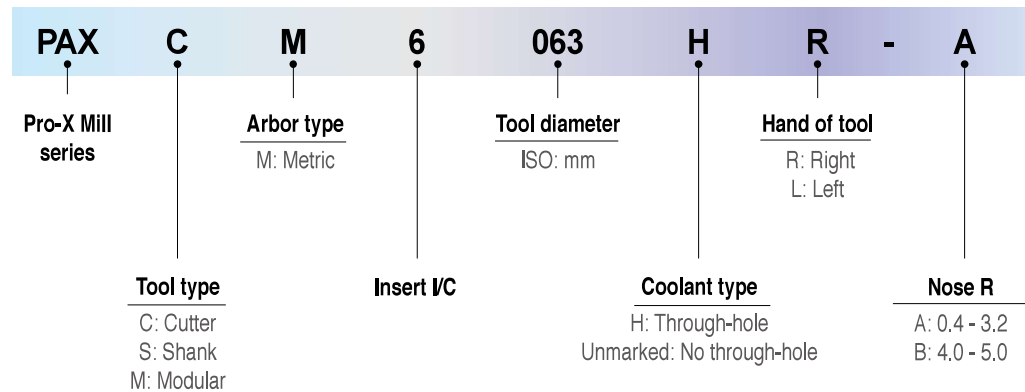 PAX C M 6 063 H R - A
Pro-X Mill
series
Arbor type
M: Metric
Tool diameter
ISO: mm
Hand of tool
R: Right
L: Left
Tool type
C: Cutter
S: Shank
M: Modular
Insert I/C
Coolant type
H: Through-hole
Unmarked: No through-hole
Nose R
A: 0.4 - 3.2
B: 4.0 - 5.0